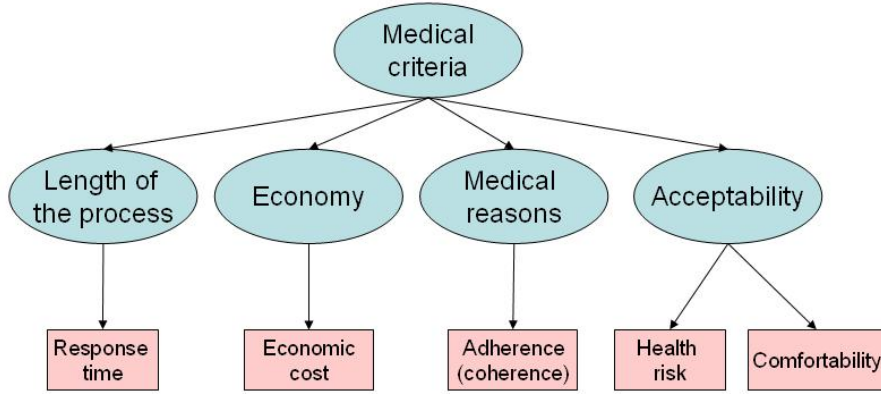 Medical
criteria
Length of
the process
Economy
Medical
reasons
Acceptability
Response
time
Economic
cost
Adherence
(coherence)
Health
risk
Comfortability